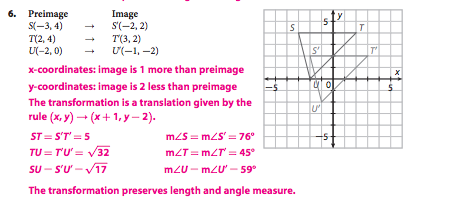 6. Preimage Image
S(−3, 4) → S′(−2, 2)
T(2, 4) → T′(3, 2)
U(−2, 0) → U′(−1, −2)
x-coordinates: image is 1 more than preimage
y-coordinates: image is 2 less than preimage
The transformation is a translation given by the
rule (x, y) → (x + 1, y − 2).
ST = S′T′ = 5 m∠S = m∠S′ = 76°
TU = T′U′ = √32 m∠T = m∠T′ = 45°
SU − S′U′ − √17 m∠U − m∠U′ − 59°
The transformation preserves length and angle measure.
5 y
S T
S′ T′
x
−5 U 0 5
U′
−5